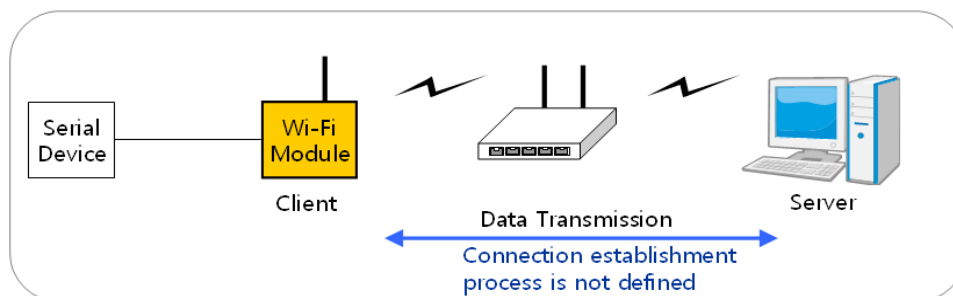 Serial
Device
Wi-Fi
Module
Client
Server
Data Transmission
Connection establishment
process is not defined